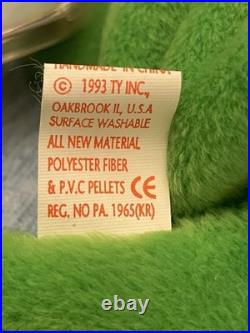 HANDMADE IN CHINA
© 1993 TY INC.,
OAKBROOK IL, U.S.A
SURFACE WASHABLE
ALL NEW MATERIAL
POLYESTER FIBER
& P.V.C PELLETS CE
REG. NO PA. 1965(KR)